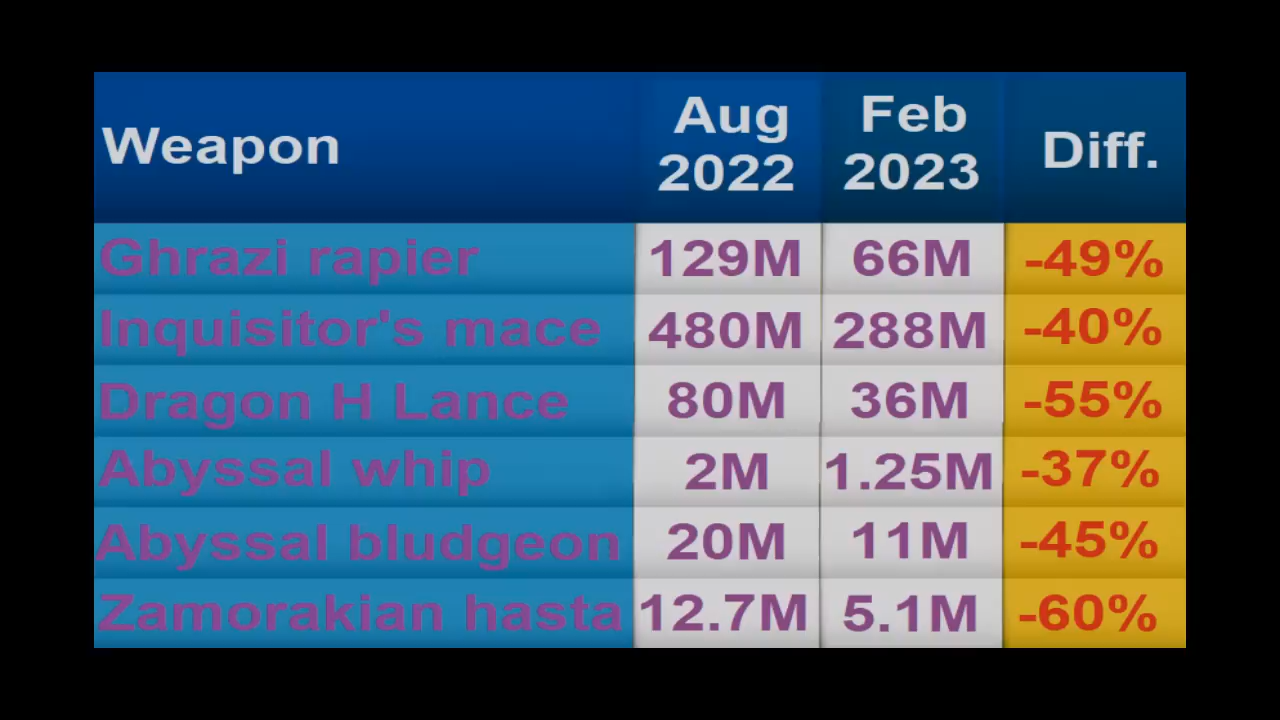 Weapon Aug 2022 Feb 2023 Diff.
Ghrazi rapier 129M 66M -49%
Inquisitor's mace 480M 288M -40%
Dragon H Lance 80M 36M -55%
Abyssal whip 2M 1.25M -37%
Abyssal bludgeon 20M 11M -45%
Zamorakian hasta 12.7M 5.1M -60%